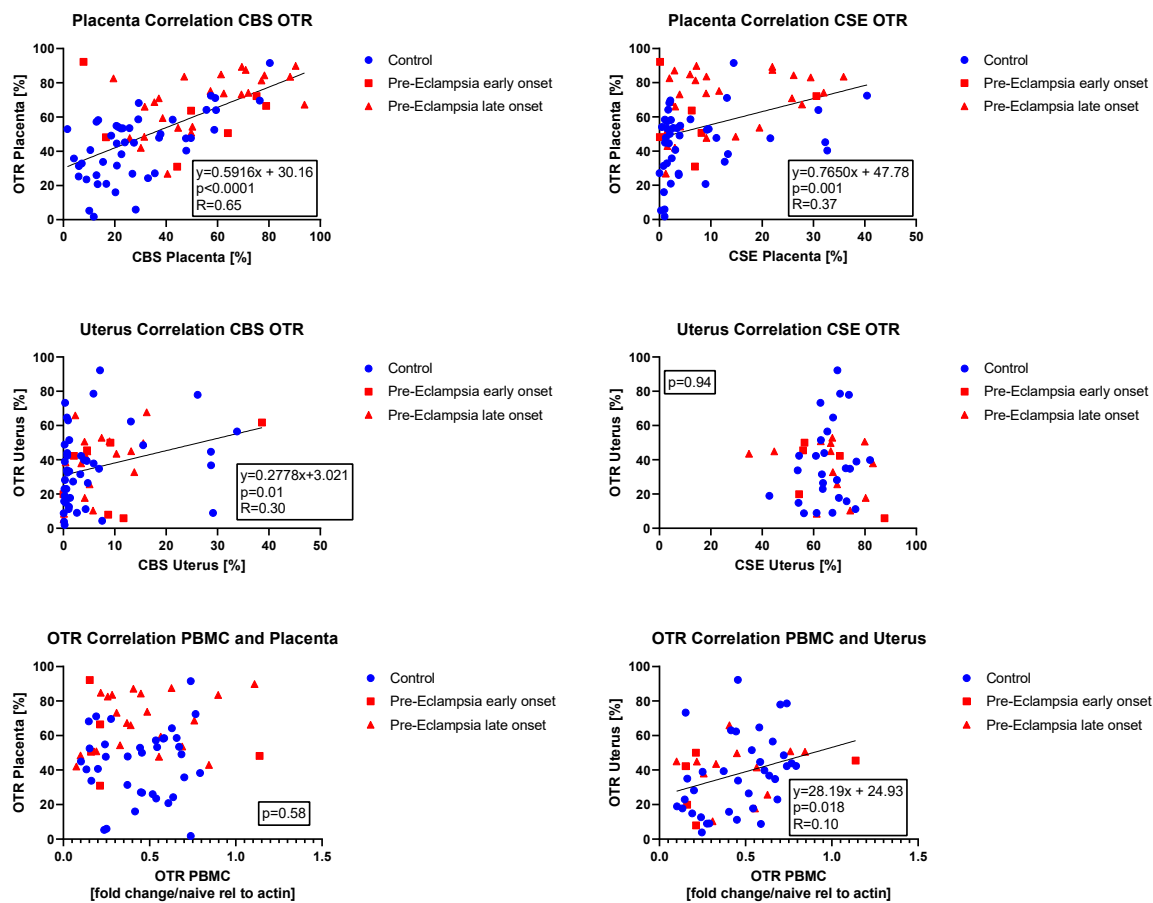 Placenta Correlation CBS OTR
100
80
60
40
20
0
OTR Placenta [%]
0 20 40 60 80 100
CBS Placenta [%]
Control
Pre-Eclampsia early onset
Pre-Eclampsia late onset
y=0.5916x + 30.16
p<0.0001
R=0.65
Placenta Correlation CSE OTR
100
80
60
40
20
0
OTR Placenta [%]
0 10 20 30 40 50
CSE Placenta [%]
Control
Pre-Eclampsia early onset
Pre-Eclampsia late onset
y=0.7650x + 47.78
p=0.001
R=0.37
Uterus Correlation CBS OTR
100
80
60
40
20
0
OTR Uterus [%]
0 10 20 30 40 50
CBS Uterus [%]
Control
Pre-Eclampsia early onset
Pre-Eclampsia late onset
y=0.2778x+3.021
p=0.01
R=0.30
Uterus Correlation CSE OTR
100
80
60
40
20
0
OTR Uterus [%]
0 20 40 60 80 100
CSE Uterus [%]
Control
Pre-Eclampsia early onset
Pre-Eclampsia late onset
p=0.94
OTR Correlation PBMC and Placenta
100
80
60
40
20
0
OTR Placenta [%]
0.0 0.5 1.0 1.5
OTR PBMC
[fold change/naive rel to actin]
Control
Pre-Eclampsia early onset
Pre-Eclampsia late onset
p=0.58
OTR Correlation PBMC and Uterus
100
80
60
40
20
0
OTR Uterus [%]
0.0 0.5 1.0 1.5
OTR PBMC
[fold change/naive rel to actin]
Control
Pre-Eclampsia early onset
Pre-Eclampsia late onset
y=28.19x + 24.93
p=0.018
R=0.10